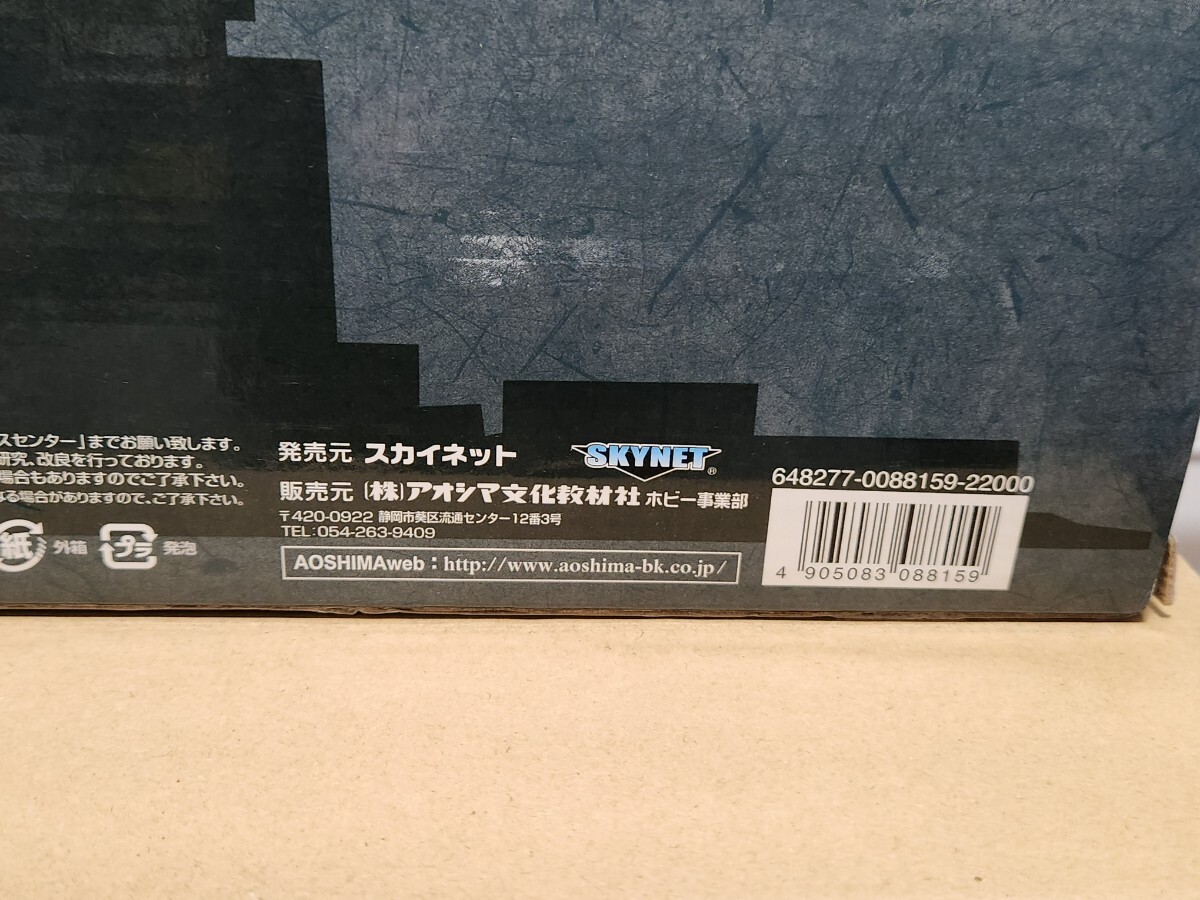 スセンター」までお願い致します。
研究、改良を行っております。
場合もありますのでご了承下さい。
なる場合がありますので、ご了承下さい。
紙 外箱 プラ 発泡
発売元 スカイネット SKYNET®
販売元 (株)アオシマ文化教材社 ホビー事業部
〒420-0922 静岡市葵区流通センター12番3号
TEL:054-263-9409
AOSHIMAweb:http://www.aoshima-bk.co.jp/
648277-0088159-22000
4 905083 088159